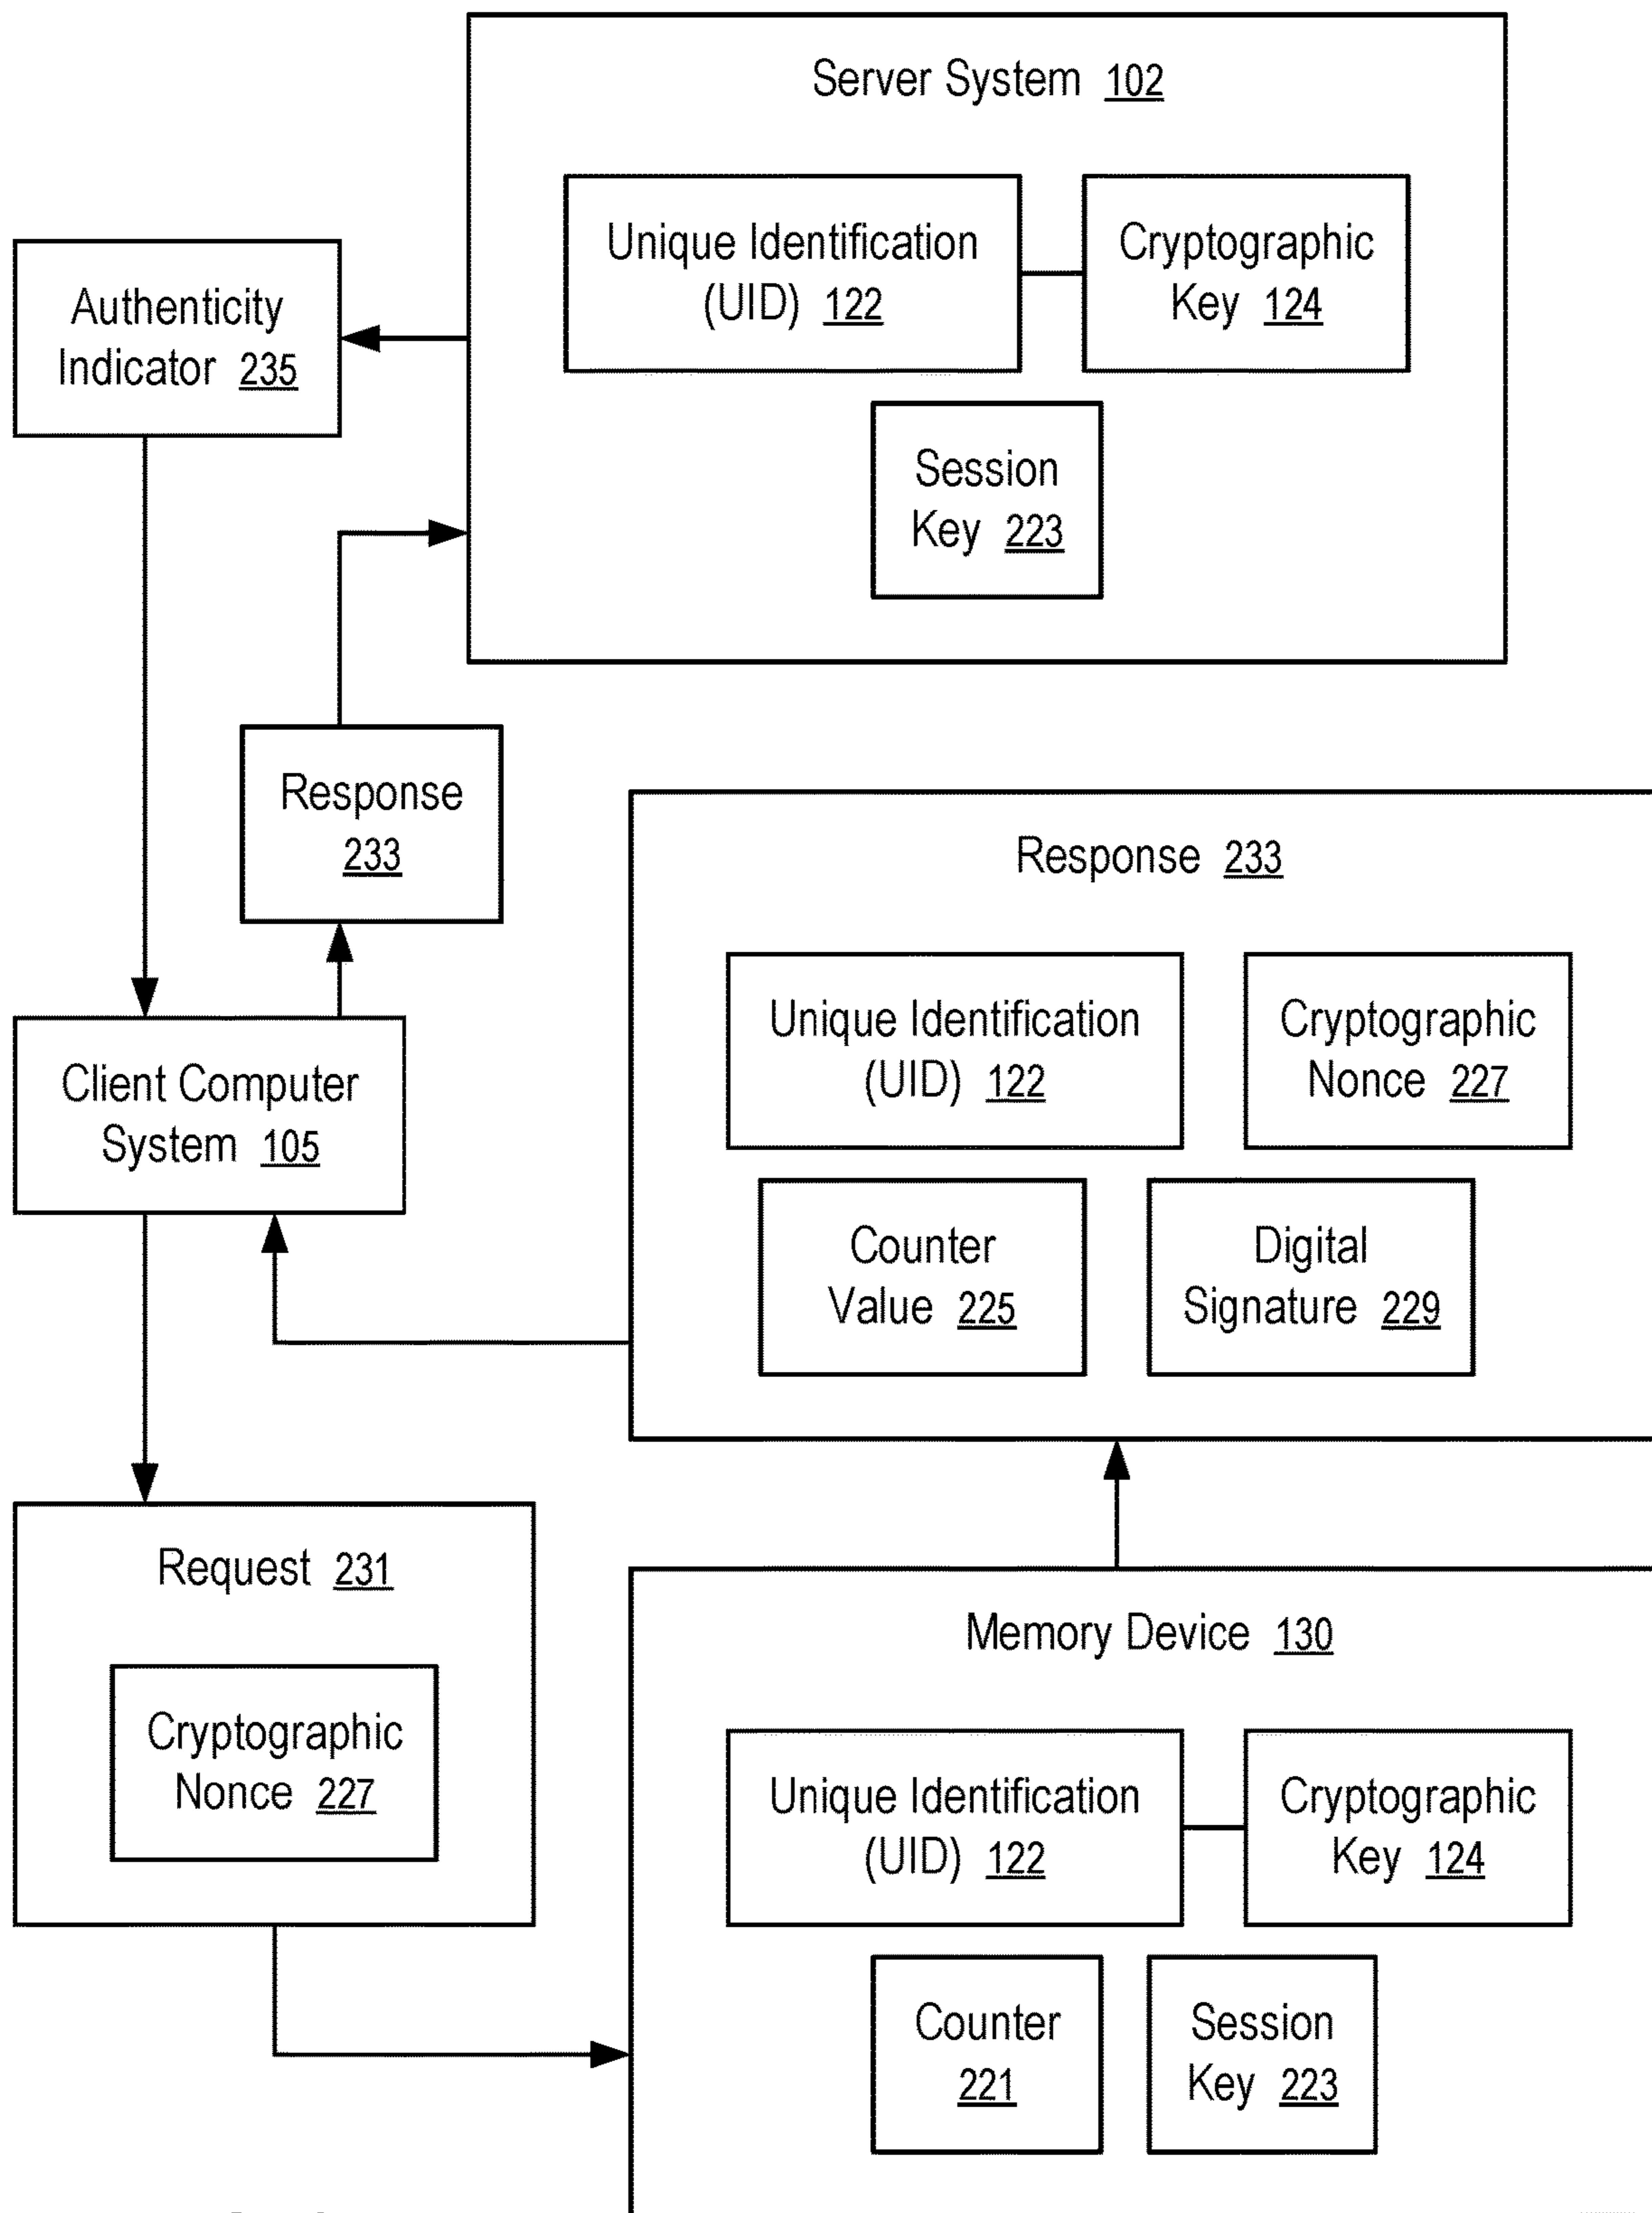 Server System 102
Unique Identification
(UID) 122
Cryptographic
Key 124
Session
Key 223
Authenticity
Indicator 235
Response
233
Response 233
Unique Identification
(UID) 122
Cryptographic
Nonce 227
Counter
Value 225
Digital
Signature 229
Client Computer
System 105
Request 231
Cryptographic
Nonce 227
Memory Device 130
Unique Identification
(UID) 122
Cryptographic
Key 124
Counter
221
Session
Key 223